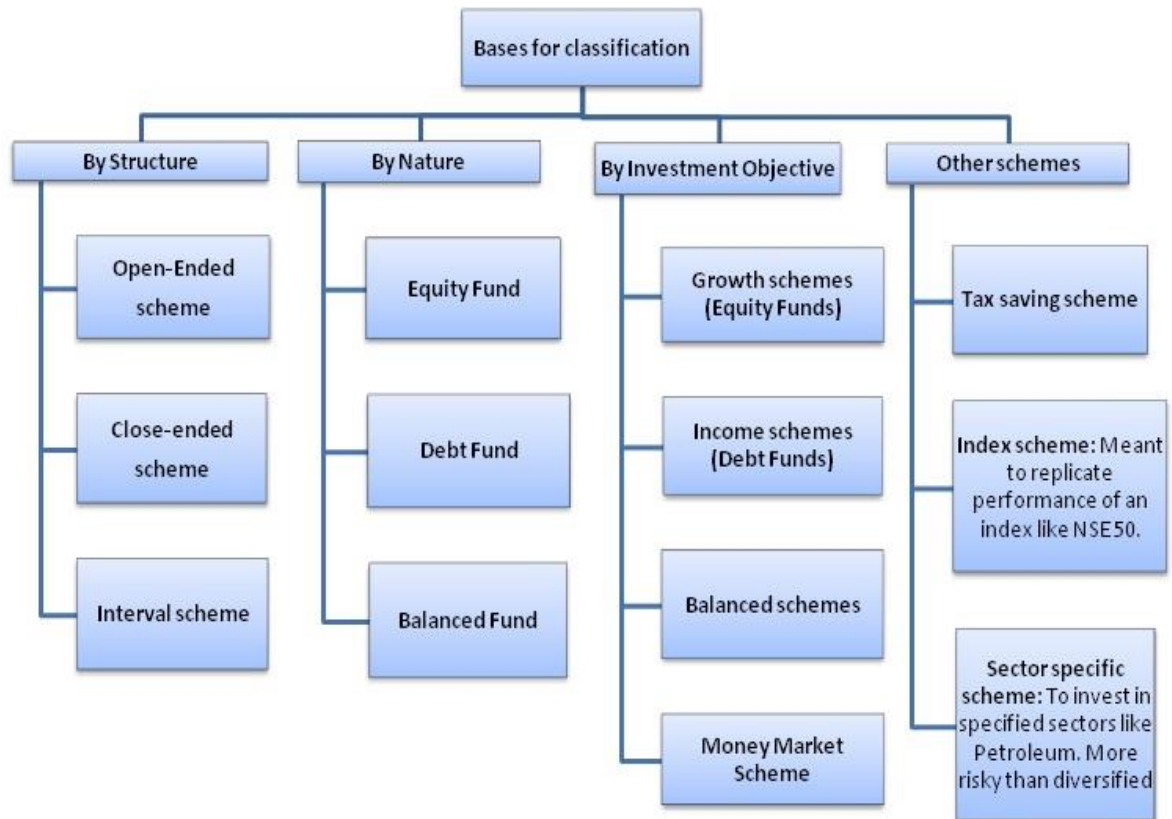 Bases for classification
By Structure
Open-Ended
scheme
Close-ended
scheme
Interval scheme
By Nature
Equity Fund
Debt Fund
Balanced Fund
By Investment Objective
Growth schemes
(Equity Funds)
Income schemes
(Debt Funds)
Balanced schemes
Money Market
Scheme
Other schemes
Tax saving scheme
Index scheme: Meant
to replicate
performance of an
index like NSE50.
Sector specific
scheme: To invest in
specified sectors like
Petroleum. More
risky than diversified